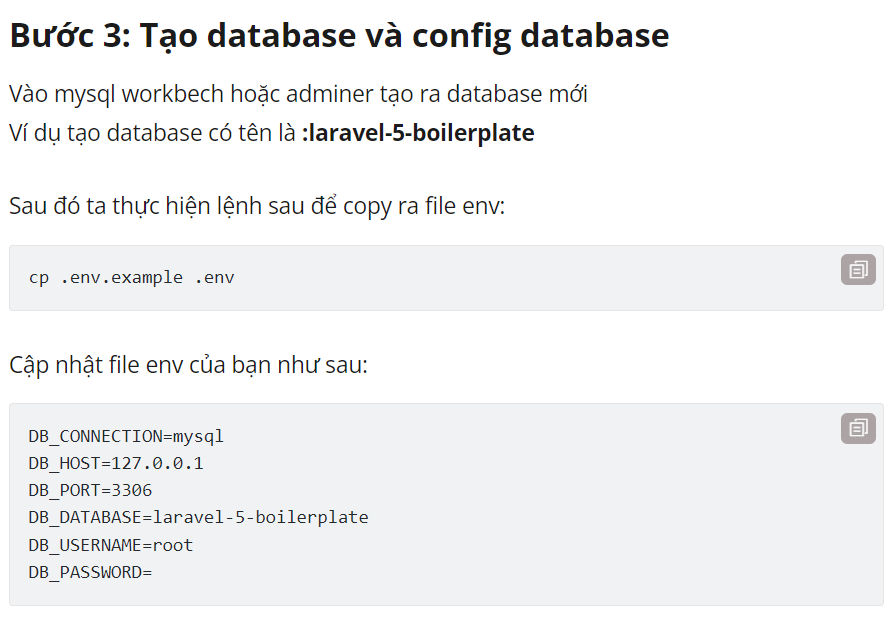 Bước 3: Tạo database và config database
Vào mysql workbech hoặc adminer tạo ra database mới
Ví dụ tạo database có tên là :laravel-5-boilerplate
Sau đó ta thực hiện lệnh sau để copy ra file env:
cp .env.example .env
Cập nhật file env của bạn như sau:
DB_CONNECTION=mysql
DB_HOST=127.0.0.1
DB_PORT=3306
DB_DATABASE=laravel-5-boilerplate
DB_USERNAME=root
DB_PASSWORD=